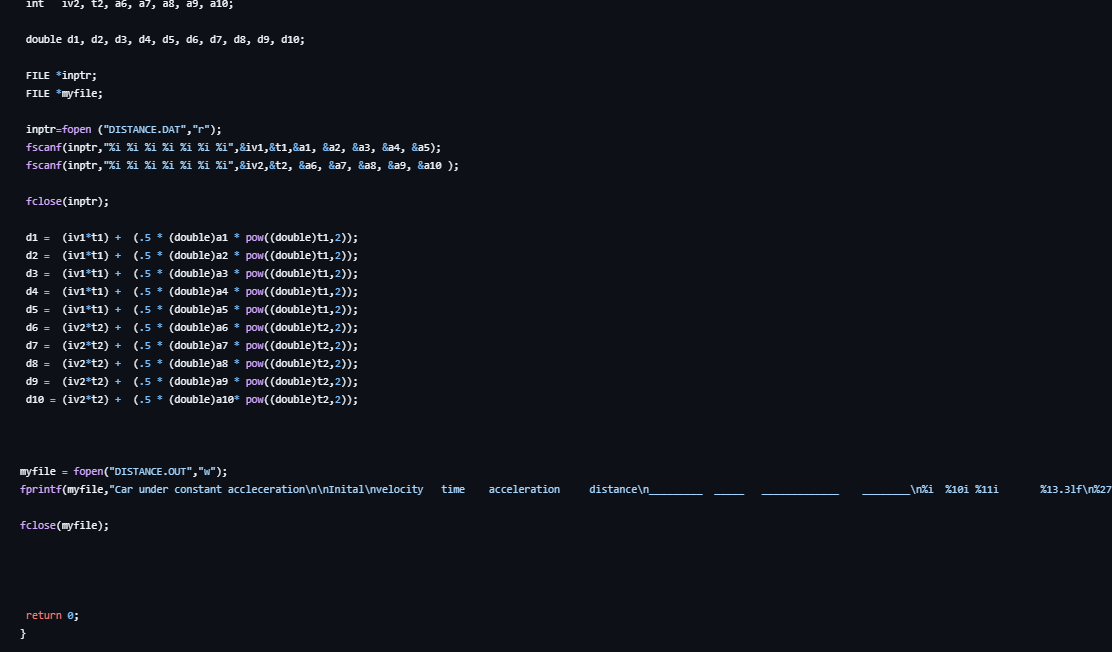 int   iv2, t2, a6, a7, a8, a9, a10;
double d1, d2, d3, d4, d5, d6, d7, d8, d9, d10;
FILE *inptr;
FILE *myfile;
inptr=fopen ("DISTANCE.DAT","r");
fscanf(inptr,"%i %i %i %i %i %i %i",&iv1,&t1,&a1, &a2, &a3, &a4, &a5);
fscanf(inptr,"%i %i %i %i %i %i %i",&iv2,&t2, &a6, &a7, &a8, &a9, &a10 );
fclose(inptr);
d1 =  (iv1*t1) +  (.5 * (double)a1 * pow((double)t1,2));
d2 =  (iv1*t1) +  (.5 * (double)a2 * pow((double)t1,2));
d3 =  (iv1*t1) +  (.5 * (double)a3 * pow((double)t1,2));
d4 =  (iv1*t1) +  (.5 * (double)a4 * pow((double)t1,2));
d5 =  (iv1*t1) +  (.5 * (double)a5 * pow((double)t1,2));
d6 =  (iv2*t2) +  (.5 * (double)a6 * pow((double)t2,2));
d7 =  (iv2*t2) +  (.5 * (double)a7 * pow((double)t2,2));
d8 =  (iv2*t2) +  (.5 * (double)a8 * pow((double)t2,2));
d9 =  (iv2*t2) +  (.5 * (double)a9 * pow((double)t2,2));
d10 = (iv2*t2) +  (.5 * (double)a10* pow((double)t2,2));
myfile = fopen("DISTANCE.OUT","w");
fprintf(myfile,"Car under constant accleceration\n\nInital\nvelocity   time    acceleration     distance\n_________  _____   _____________    ________\n%i  %10i %11i       %13.3lf\n%27
fclose(myfile);
return 0;
}